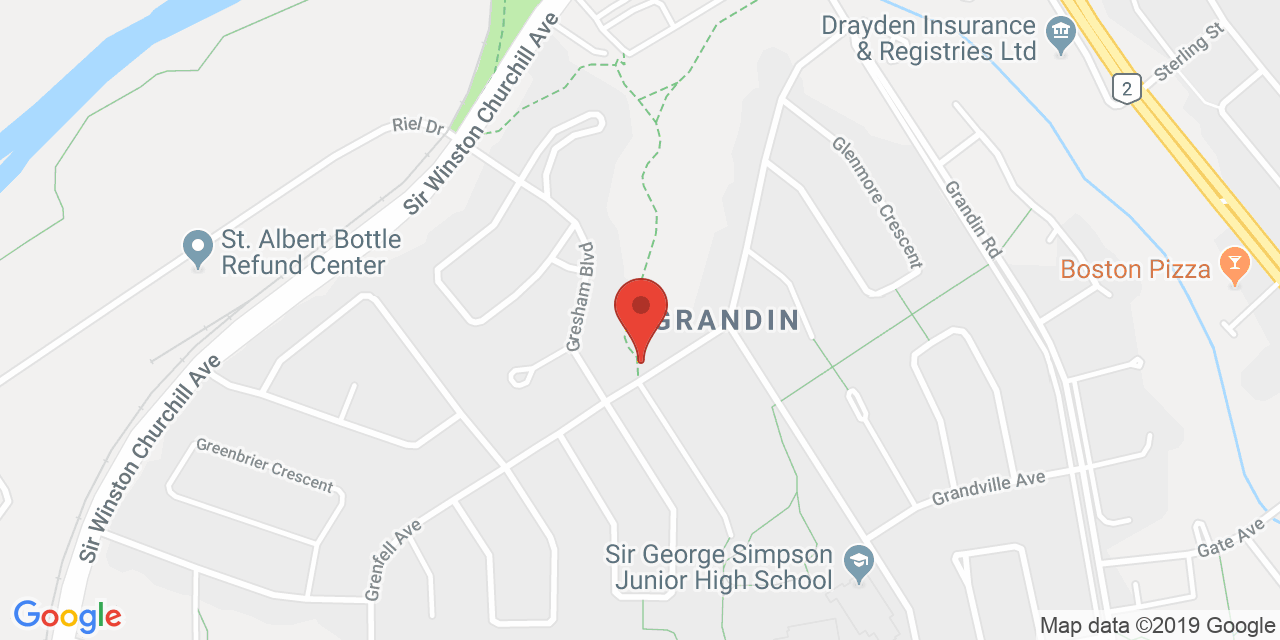 Drayden Insurance
& Registries Ltd
Sterling St
2
Sir Winston Churchill Ave
Riel Dr
Glenmore Crescent
Grandin Rd
St. Albert Bottle
Refund Center
Gresham Blvd
Boston Pizza
GRANDIN
Sir Winston Churchill Ave
Greenbrier Crescent
Grandville Ave
Grenfell Ave
Sir George Simpson
Junior High School
Gate Ave
Google
Map data ©2019 Google